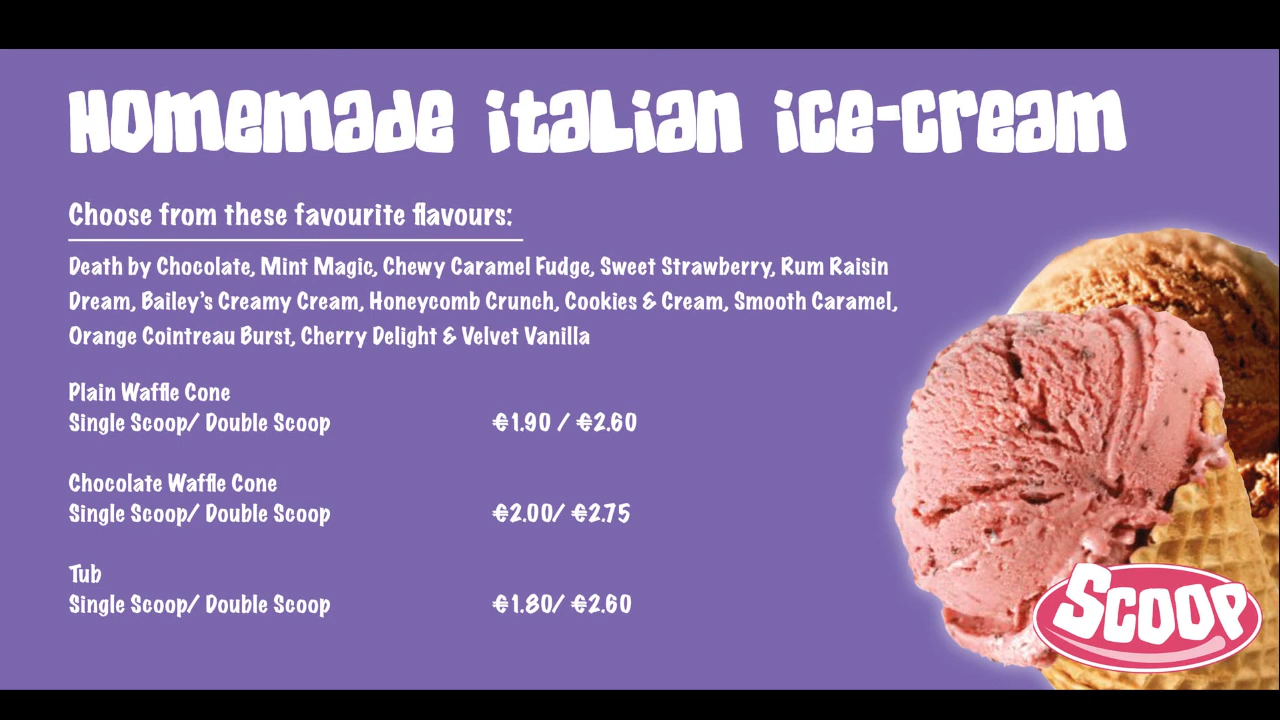 Homemade italian ice-cream
Choose from these favourite flavours:
Death by Chocolate, Mint Magic, Chewy Caramel Fudge, Sweet Strawberry, Rum Raisin
Dream, Bailey's Creamy Cream, Honeycomb Crunch, Cookies & Cream, Smooth Caramel,
Orange Cointreau Burst, Cherry Delight & Velvet Vanilla
Plain Waffle Cone
Single Scoop/ Double Scoop €1.90 / €2.60
Chocolate Waffle Cone
Single Scoop/ Double Scoop €2.00/ €2.75
Tub
Single Scoop/ Double Scoop €1.80/ €2.60
Scoop